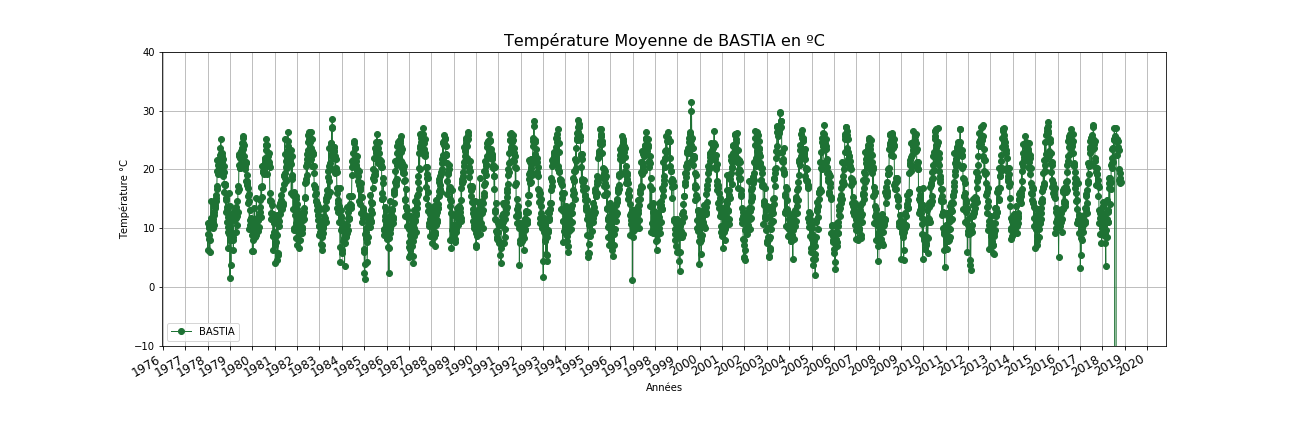 Température Moyenne de BASTIA en ºC
Température °C
40
30
20
10
0
−10
BASTIA
1976 1977 1978 1979 1980 1981 1982 1983 1984 1985 1986 1987 1988 1989 1990 1991 1992 1993 1994 1995 1996 1997 1998 1999 2000 2001 2002 2003 2004 2005 2006 2007 2008 2009 2010 2011 2012 2013 2014 2015 2016 2017 2018 2019 2020
Années